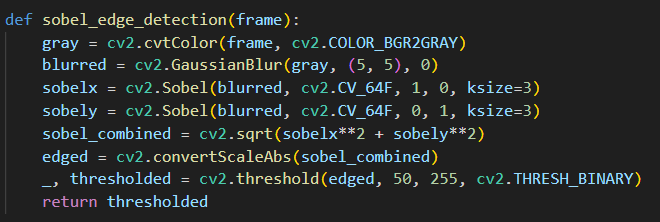 def sobel_edge_detection(frame):
    gray = cv2.cvtColor(frame, cv2.COLOR_BGR2GRAY)
    blurred = cv2.GaussianBlur(gray, (5, 5), 0)
    sobelx = cv2.Sobel(blurred, cv2.CV_64F, 1, 0, ksize=3)
    sobely = cv2.Sobel(blurred, cv2.CV_64F, 0, 1, ksize=3)
    sobel_combined = cv2.sqrt(sobelx**2 + sobely**2)
    edged = cv2.convertScaleAbs(sobel_combined)
    _, thresholded = cv2.threshold(edged, 50, 255, cv2.THRESH_BINARY)
    return thresholded